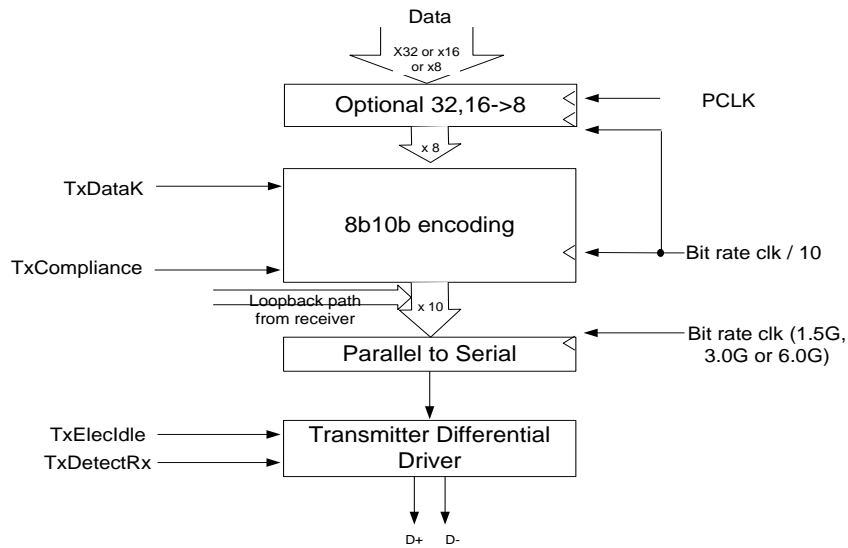 Data
X32 or x16
or x8
Optional 32,16->8
PCLK
x 8
TxDataK
8b10b encoding
Bit rate clk / 10
TxCompliance
Loopback path
from receiver
x 10
Bit rate clk (1.5G,
3.0G or 6.0G)
Parallel to Serial
TxElecIdle
TxDetectRx
Transmitter Differential
Driver
D+ D-